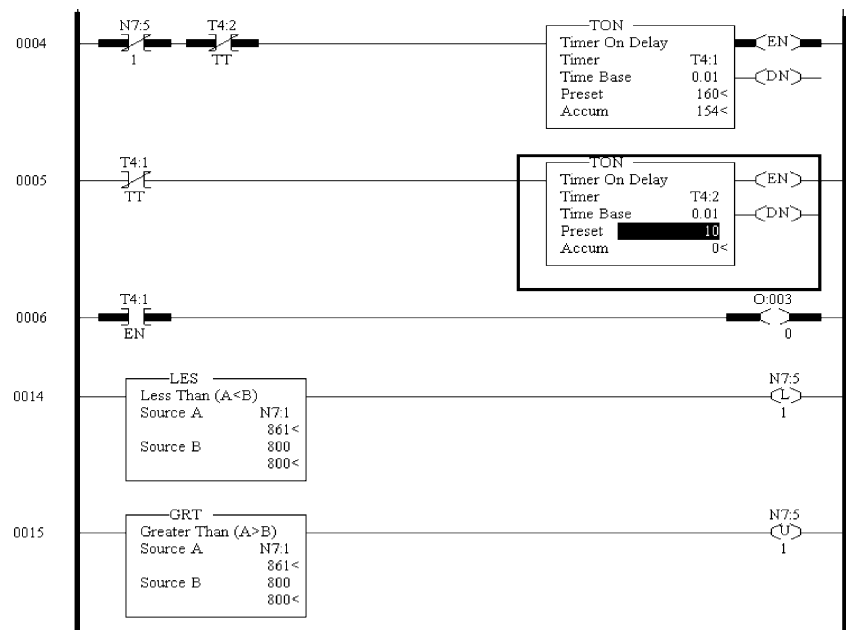 N7:5 T4:2 TON
0004 EN
1 TT Timer On Delay
Timer T4:1
Time Base 0.01 DN
Preset 160<
Accum 154<
T4:1 TON
0005 Timer On Delay EN
TT Timer T4:2
Time Base 0.01 DN
Preset 10
Accum 0<
T4:1 O:003
0006
EN 0
LES N7:5
0014 Less Than (A<B) L
Source A N7:1 1
861<
Source B 800
800<
GRT N7:5
0015 Greater Than (A>B) U
Source A N7:1 1
861<
Source B 800
800<